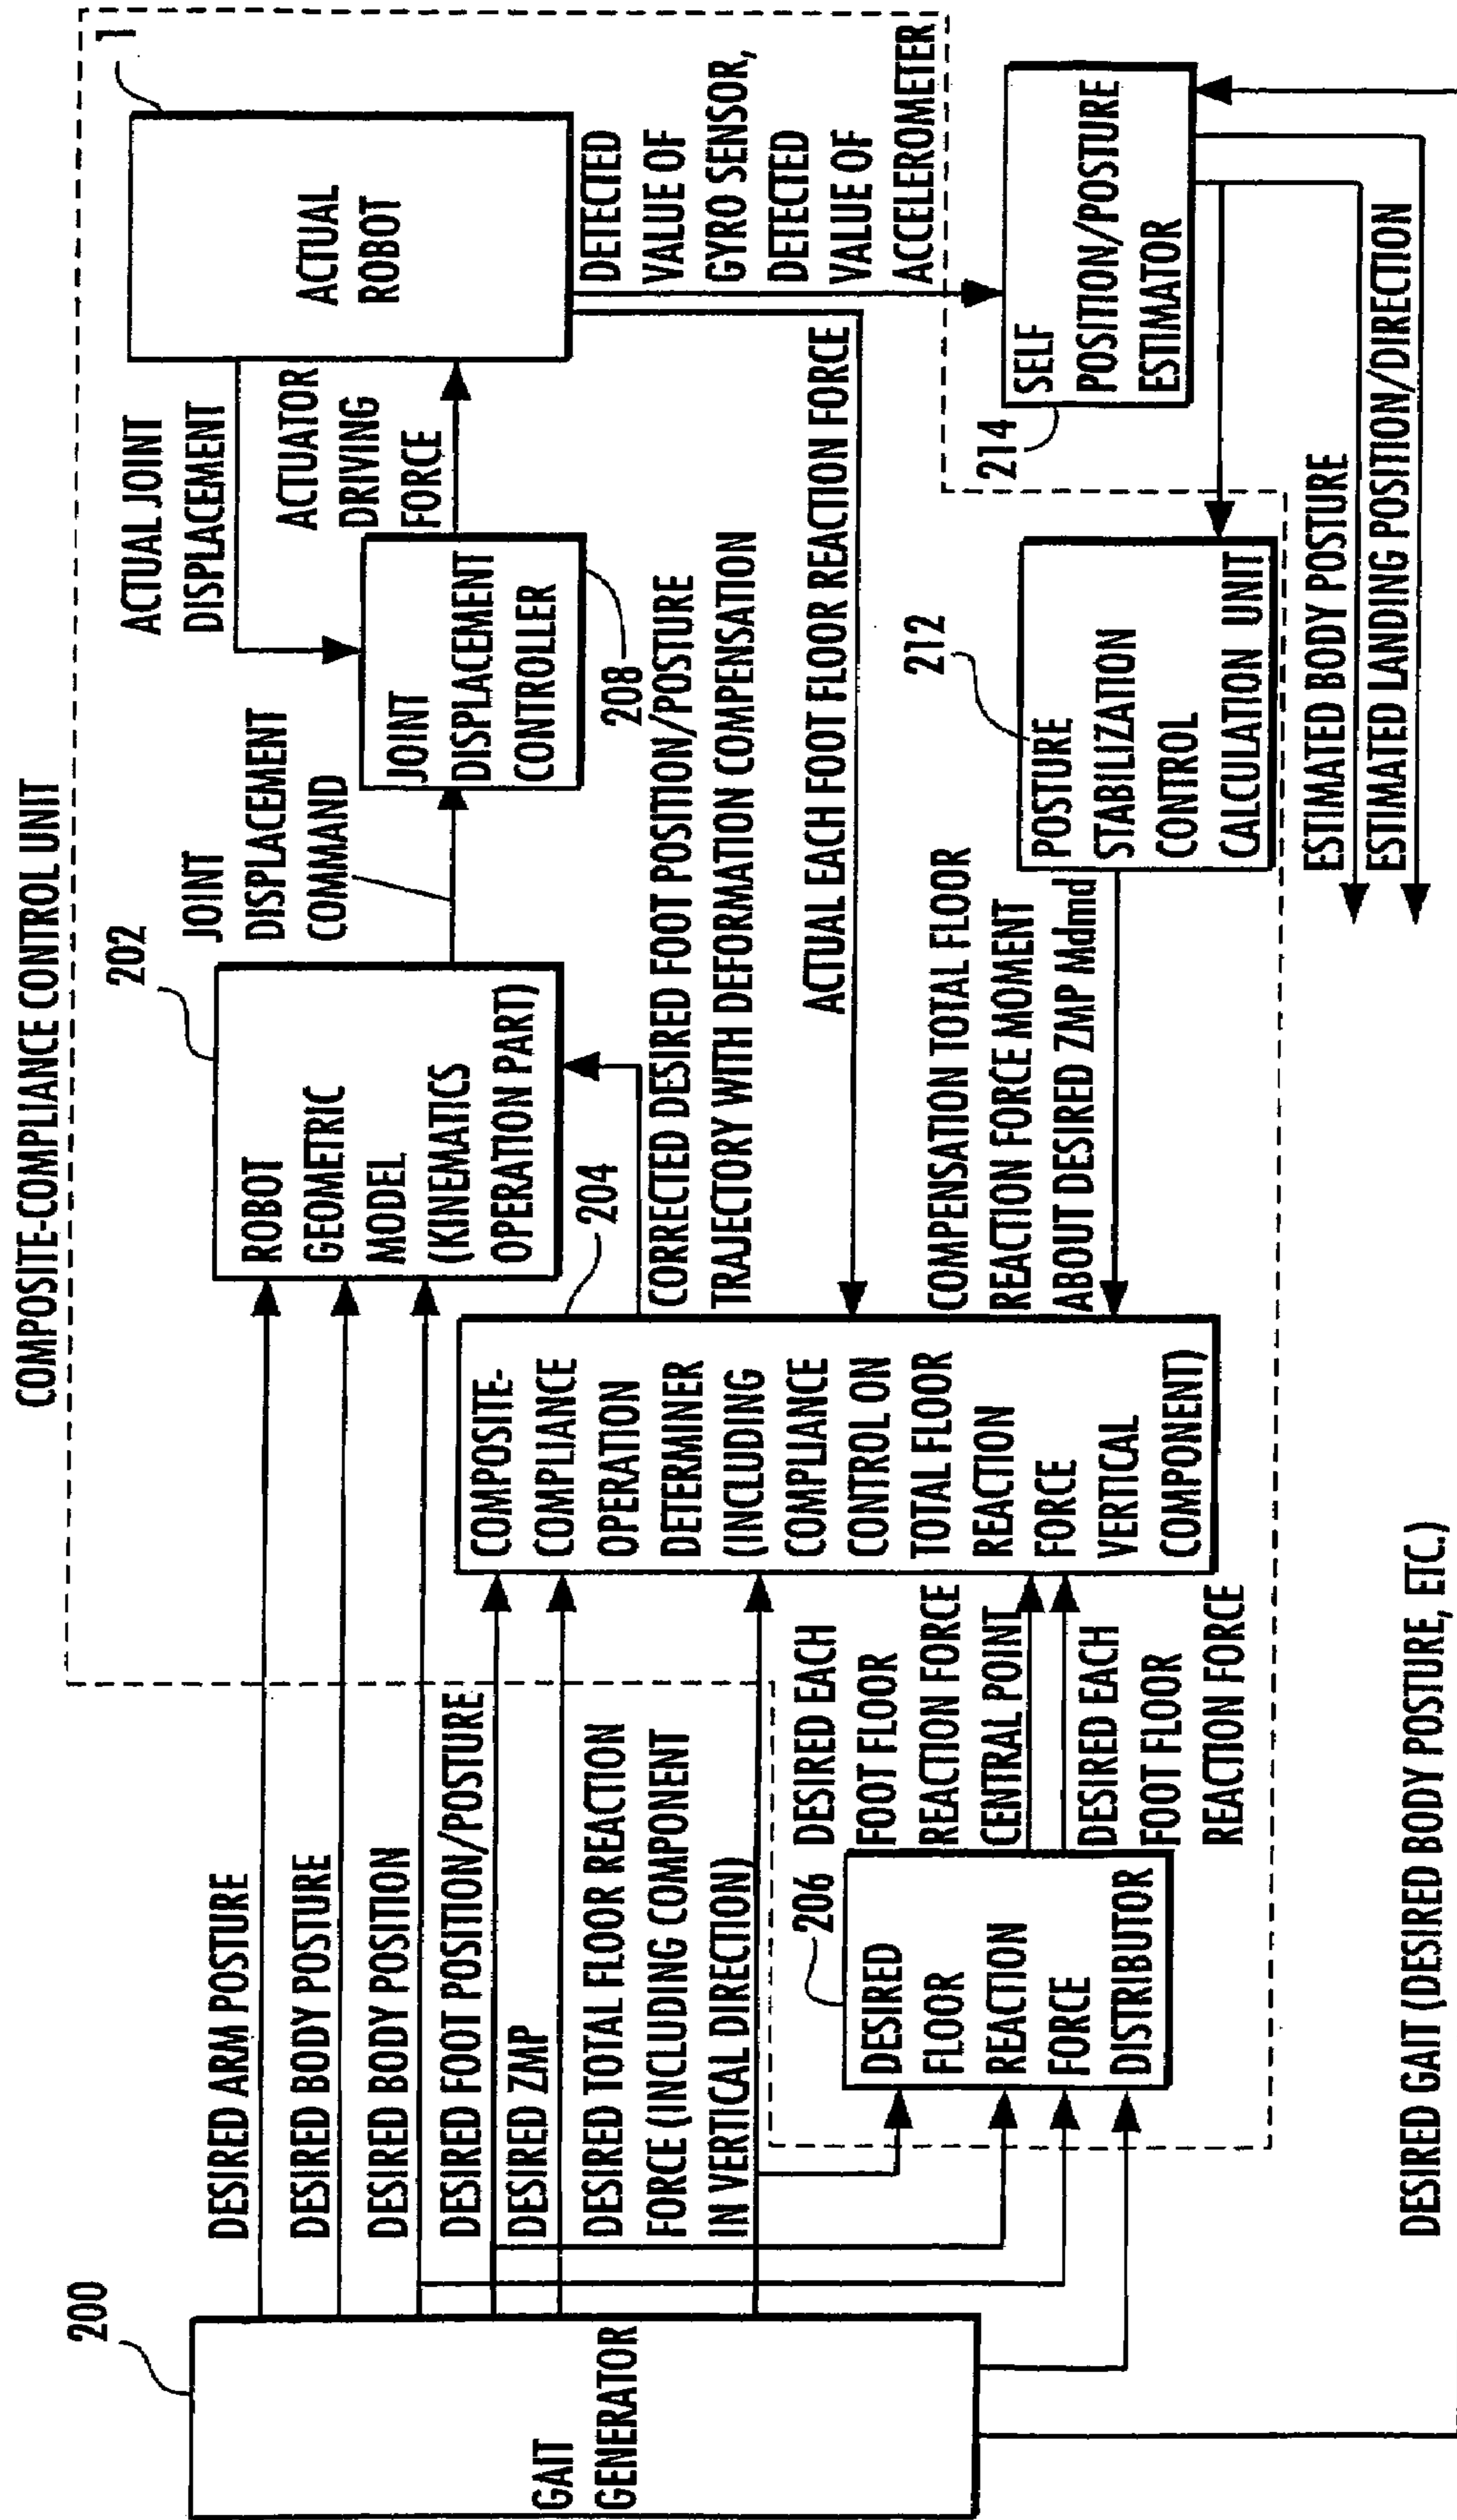 COMPOSITE-COMPLIANCE CONTROL UNIT
200
GAIT
GENERATOR
DESIRED ARM POSTURE
DESIRED BODY POSTURE
DESIRED BODY POSITION
DESIRED FOOT POSITION/POSTURE
DESIRED ZMP
DESIRED TOTAL FLOOR REACTION
FORCE (INCLUDING COMPONENT
IN VERTICAL DIRECTION)
206
DESIRED
FLOOR
REACTION
FORCE
DISTRIBUTOR
DESIRED EACH
FOOT FLOOR
REACTION FORCE
CENTRAL POINT
DESIRED EACH
FOOT FLOOR
REACTION FORCE
202
ROBOT
GEOMETRIC
MODEL
(KINEMATICS
OPERATION PART)
204
COMPOSITE-
COMPLIANCE
OPERATION
DETERMINER
(INCLUDING
COMPLIANCE
CONTROL ON
TOTAL FLOOR
REACTION
FORCE
VERTICAL
COMPONENT)
JOINT
DISPLACEMENT
COMMAND
JOINT
DISPLACEMENT
CONTROLLER
208
CORRECTED DESIRED FOOT POSITION/POSTURE
TRAJECTORY WITH DEFORMATION COMPENSATION
ACTUAL EACH FOOT FLOOR REACTION FORCE
COMPENSATION TOTAL FLOOR
REACTION FORCE MOMENT
ABOUT DESIRED ZMP Mdmd
212
POSTURE
STABILIZATION
CONTROL
CALCULATION UNIT
ACTUAL JOINT
DISPLACEMENT
ACTUATOR
DRIVING
FORCE
1
ACTUAL
ROBOT
DETECTED
VALUE OF
GYRO SENSOR,
DETECTED
VALUE OF
ACCELEROMETER
214
SELF
POSITION/POSTURE
ESTIMATOR
ESTIMATED BODY POSTURE
ESTIMATED LANDING POSITION/DIRECTION
DESIRED GAIT (DESIRED BODY POSTURE, ETC.)